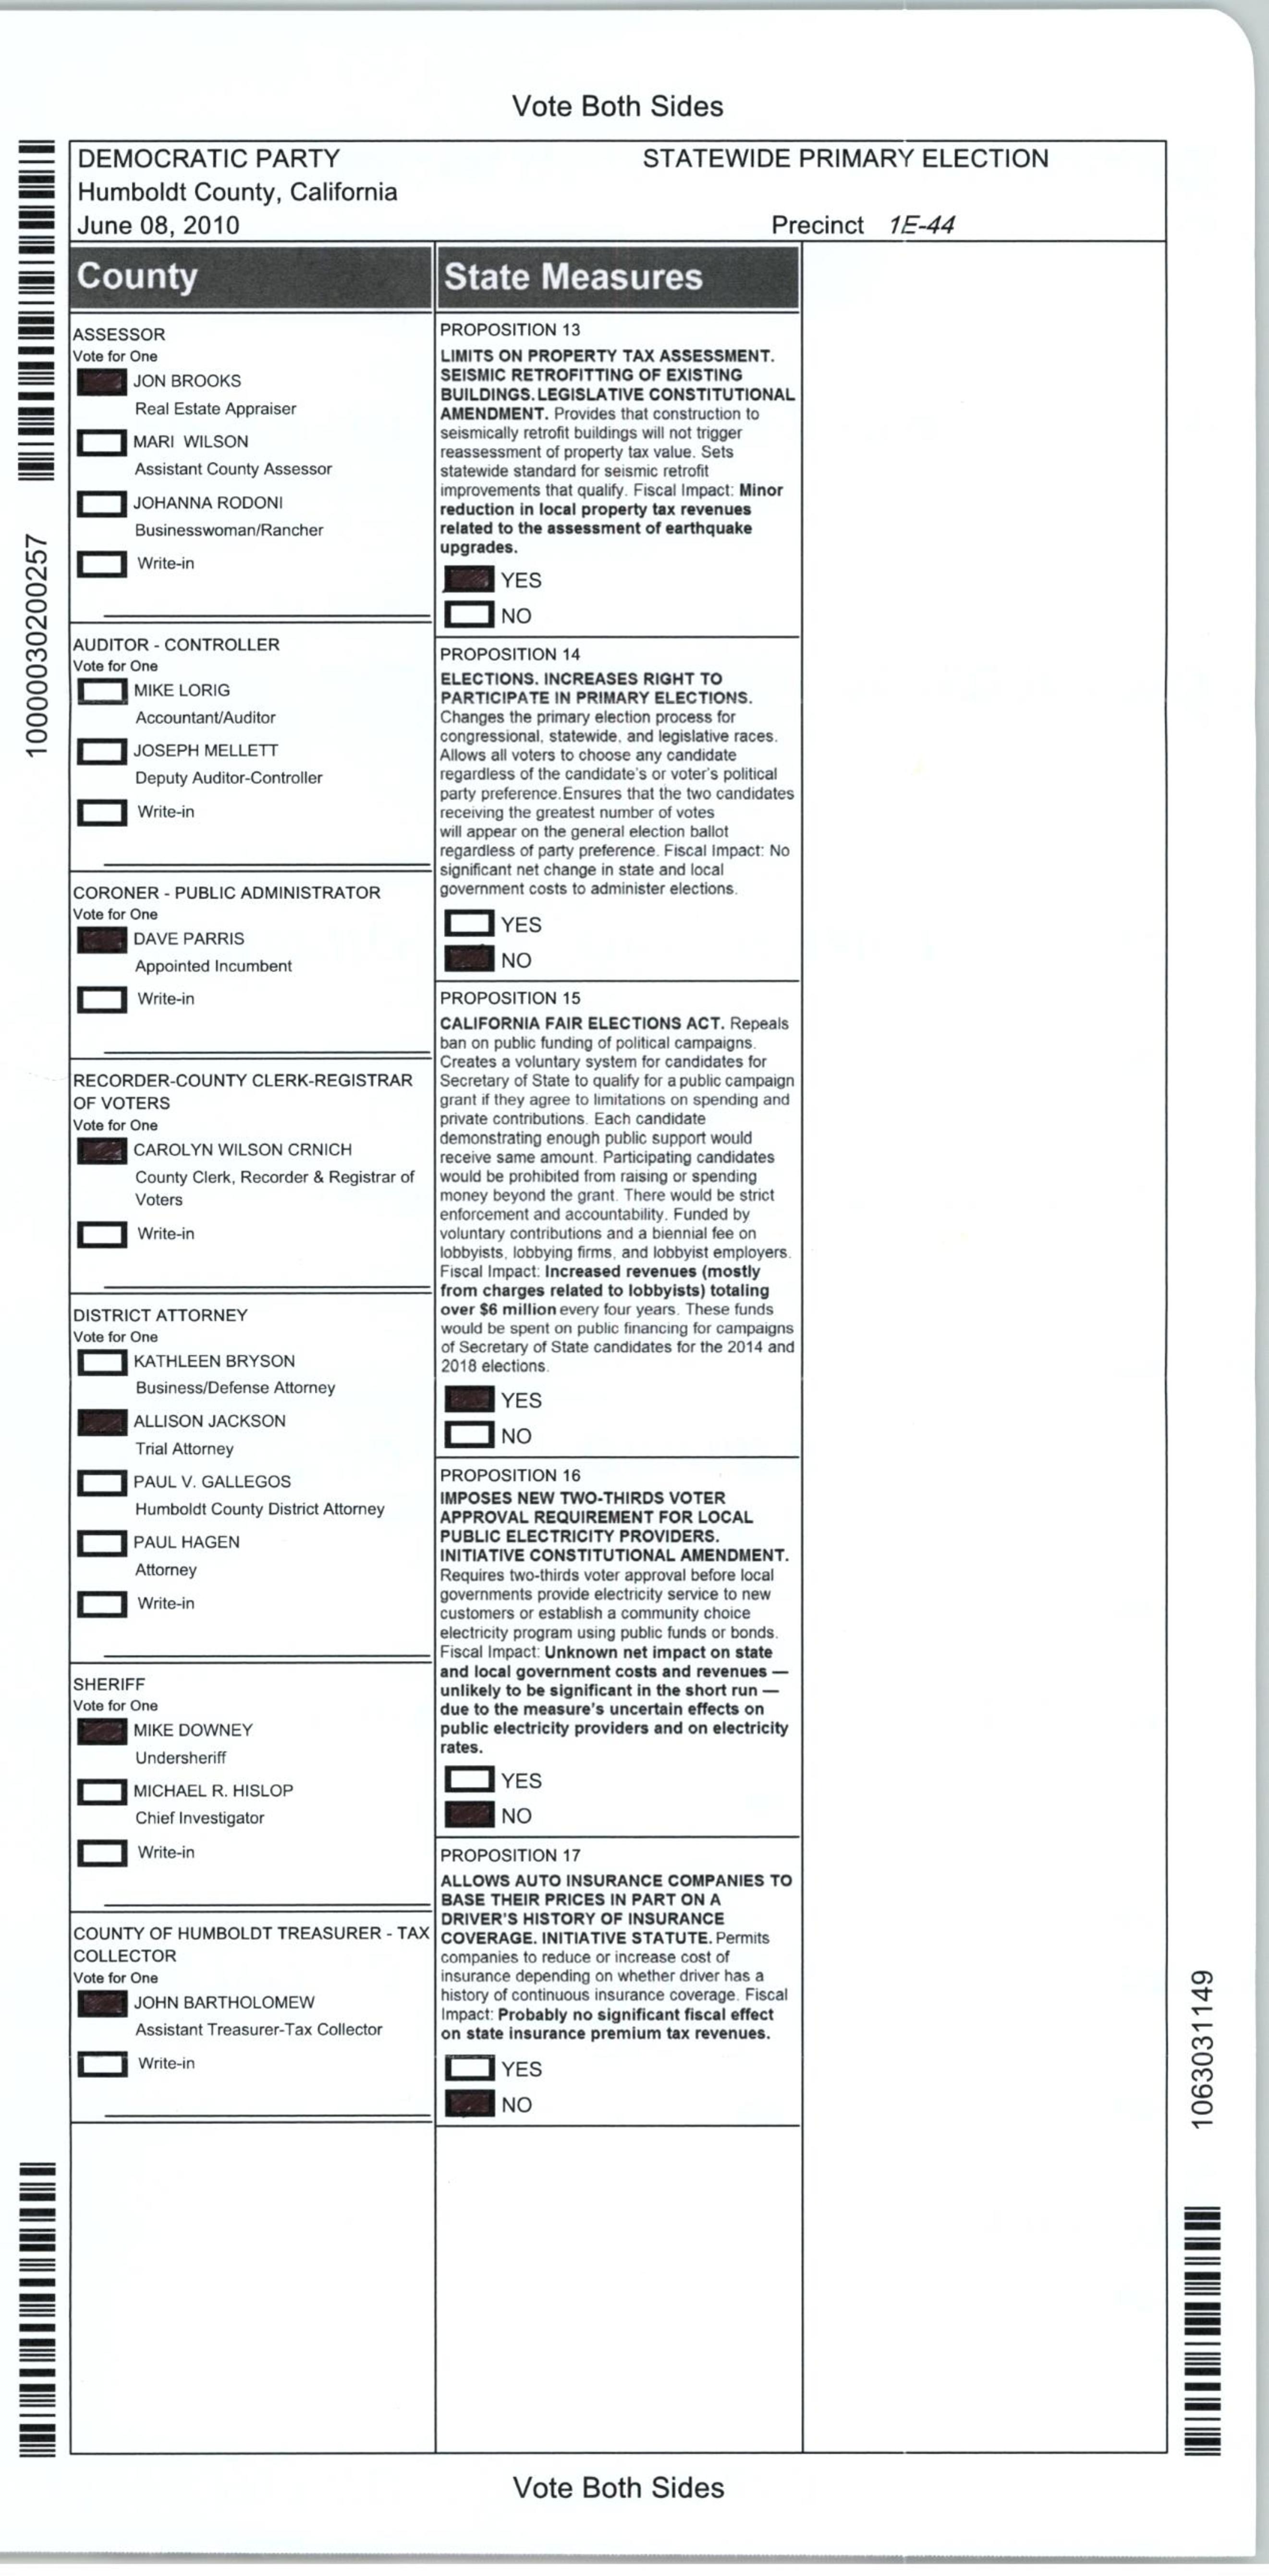 Vote Both Sides
DEMOCRATIC PARTY
STATEWIDE PRIMARY ELECTION
Humboldt County, California
June 08, 2010
Precinct 1E-44
1000030200257
County
ASSESSOR
Vote for One
JON BROOKS
Real Estate Appraiser
MARI WILSON
Assistant County Assessor
JOHANNA RODONI
Businesswoman/Rancher
Write-in
AUDITOR - CONTROLLER
Vote for One
MIKE LORIG
Accountant/Auditor
JOSEPH MELLETT
Deputy Auditor-Controller
Write-in
CORONER - PUBLIC ADMINISTRATOR
Vote for One
DAVE PARRIS
Appointed Incumbent
Write-in
RECORDER-COUNTY CLERK-REGISTRAR
OF VOTERS
Vote for One
CAROLYN WILSON CRNICH
County Clerk, Recorder & Registrar of
Voters
Write-in
DISTRICT ATTORNEY
Vote for One
KATHLEEN BRYSON
Business/Defense Attorney
ALLISON JACKSON
Trial Attorney
PAUL V. GALLEGOS
Humboldt County District Attorney
PAUL HAGEN
Attorney
Write-in
SHERIFF
Vote for One
MIKE DOWNEY
Undersheriff
MICHAEL R. HISLOP
Chief Investigator
Write-in
COUNTY OF HUMBOLDT TREASURER - TAX
COLLECTOR
Vote for One
JOHN BARTHOLOMEW
Assistant Treasurer-Tax Collector
Write-in
State Measures
PROPOSITION 13
LIMITS ON PROPERTY TAX ASSESSMENT.
SEISMIC RETROFITTING OF EXISTING
BUILDINGS. LEGISLATIVE CONSTITUTIONAL
AMENDMENT. Provides that construction to
seismically retrofit buildings will not trigger
reassessment of property tax value. Sets
statewide standard for seismic retrofit
improvements that qualify. Fiscal Impact: Minor
reduction in local property tax revenues
related to the assessment of earthquake
upgrades.
YES
NO
PROPOSITION 14
ELECTIONS. INCREASES RIGHT TO
PARTICIPATE IN PRIMARY ELECTIONS.
Changes the primary election process for
congressional, statewide, and legislative races.
Allows all voters to choose any candidate
regardless of the candidate's or voter's political
party preference.Ensures that the two candidates
receiving the greatest number of votes
will appear on the general election ballot
regardless of party preference. Fiscal Impact: No
significant net change in state and local
government costs to administer elections.
YES
NO
PROPOSITION 15
CALIFORNIA FAIR ELECTIONS ACT. Repeals
ban on public funding of political campaigns.
Creates a voluntary system for candidates for
Secretary of State to qualify for a public campaign
grant if they agree to limitations on spending and
private contributions. Each candidate
demonstrating enough public support would
receive same amount. Participating candidates
would be prohibited from raising or spending
money beyond the grant. There would be strict
enforcement and accountability. Funded by
voluntary contributions and a biennial fee on
lobbyists, lobbying firms, and lobbyist employers.
Fiscal Impact: Increased revenues (mostly
from charges related to lobbyists) totaling
over $6 million every four years. These funds
would be spent on public financing for campaigns
of Secretary of State candidates for the 2014 and
2018 elections.
YES
NO
PROPOSITION 16
IMPOSES NEW TWO-THIRDS VOTER
APPROVAL REQUIREMENT FOR LOCAL
PUBLIC ELECTRICITY PROVIDERS.
INITIATIVE CONSTITUTIONAL AMENDMENT.
Requires two-thirds voter approval before local
governments provide electricity service to new
customers or establish a community choice
electricity program using public funds or bonds.
Fiscal Impact: Unknown net impact on state
and local government costs and revenues —
unlikely to be significant in the short run —
due to the measure's uncertain effects on
public electricity providers and on electricity
rates.
YES
NO
PROPOSITION 17
ALLOWS AUTO INSURANCE COMPANIES TO
BASE THEIR PRICES IN PART ON A
DRIVER'S HISTORY OF INSURANCE
COVERAGE. INITIATIVE STATUTE. Permits
companies to reduce or increase cost of
insurance depending on whether driver has a
history of continuous insurance coverage. Fiscal
Impact: Probably no significant fiscal effect
on state insurance premium tax revenues.
YES
NO
1063031149
Vote Both Sides